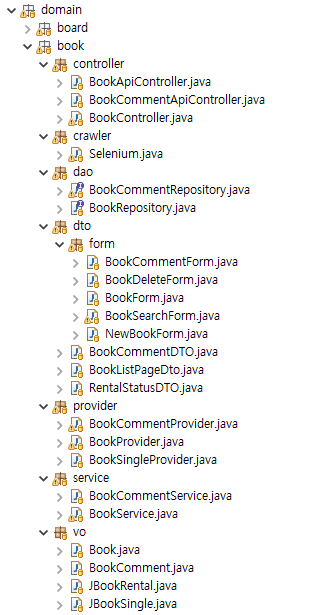 domain
board
book
controller
BookApiController.java
BookCommentApiController.java
BookController.java
crawler
Selenium.java
dao
BookCommentRepository.java
BookRepository.java
dto
form
BookCommentForm.java
BookDeleteForm.java
BookForm.java
BookSearchForm.java
NewBookForm.java
BookCommentDTO.java
BookListPageDto.java
RentalStatusDTO.java
provider
BookCommentProvider.java
BookProvider.java
BookSingleProvider.java
service
BookCommentService.java
BookService.java
vo
Book.java
BookComment.java
JBookRental.java
JBookSingle.java